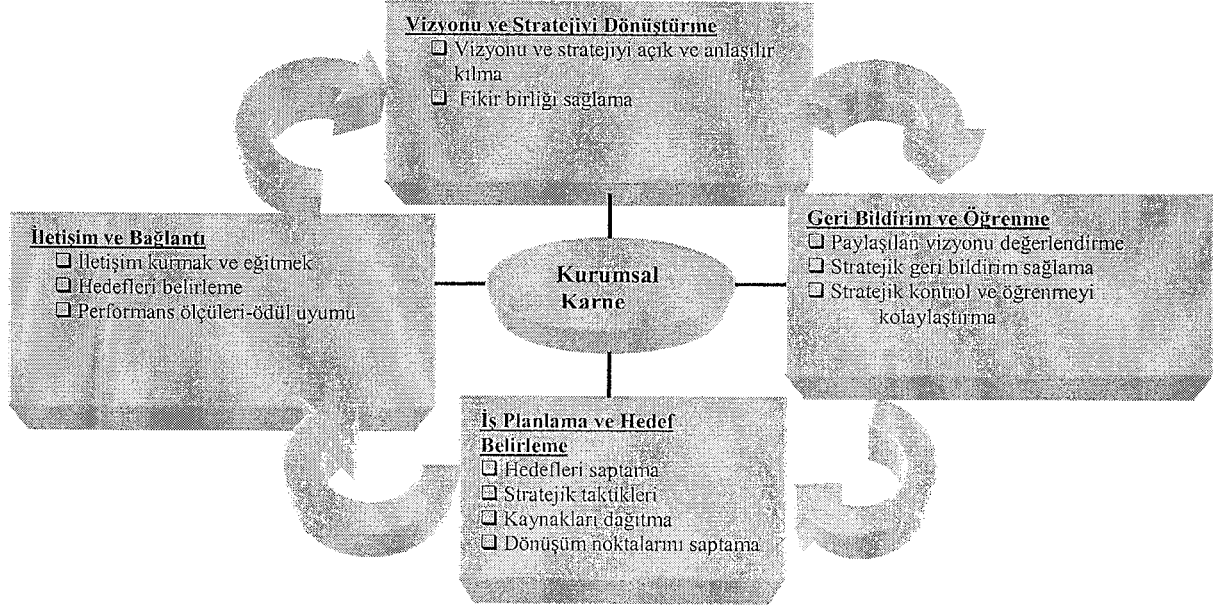 Vizyonu ve Stratejiyi Dönüştürme
❑ Vizyonu ve stratejiyi açık ve anlaşılır
kılma
❑ Fikir birliği sağlama
İletişim ve Bağlantı
❑ İletişim kurmak ve eğitmek
❑ Hedefleri belirleme
❑ Performans ölçüleri-ödül uyumu
Kurumsal
Karne
Geri Bildirim ve Öğrenme
❑ Paylaşılan vizyonu değerlendirme
❑ Stratejik geri bildirim sağlama
❑ Stratejik kontrol ve öğrenmeyi
kolaylaştırma
İş Planlama ve Hedef
Belirleme
❑ Hedefleri saptama
❑ Stratejik taktikleri
❑ Kaynakları dağıtma
❑ Dönüşüm noktalarını saptama